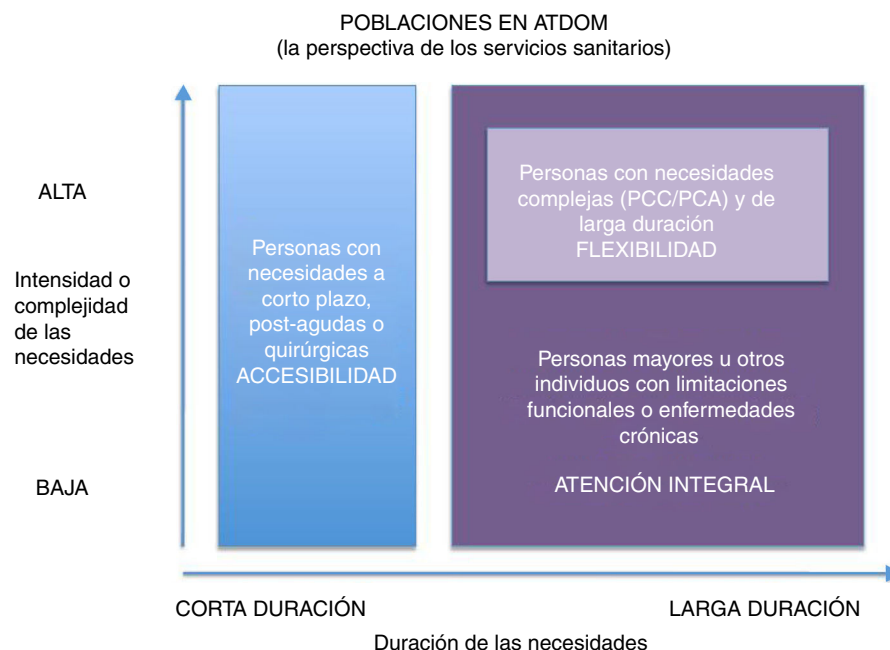 POBLACIONES EN ATDOM
(la perspectiva de los servicios sanitarios)
ALTA
Intensidad o
complejidad
de las
necesidades
BAJA
Personas con
necesidades a
corto plazo,
post-agudas o
quirúrgicas
ACCESIBILIDAD
Personas con necesidades
complejas (PCC/PCA) y de
larga duración
FLEXIBILIDAD
Personas mayores u otros
individuos con limitaciones
funcionales o enfermedades
crónicas
ATENCIÓN INTEGRAL
CORTA DURACIÓN
LARGA DURACIÓN
Duración de las necesidades